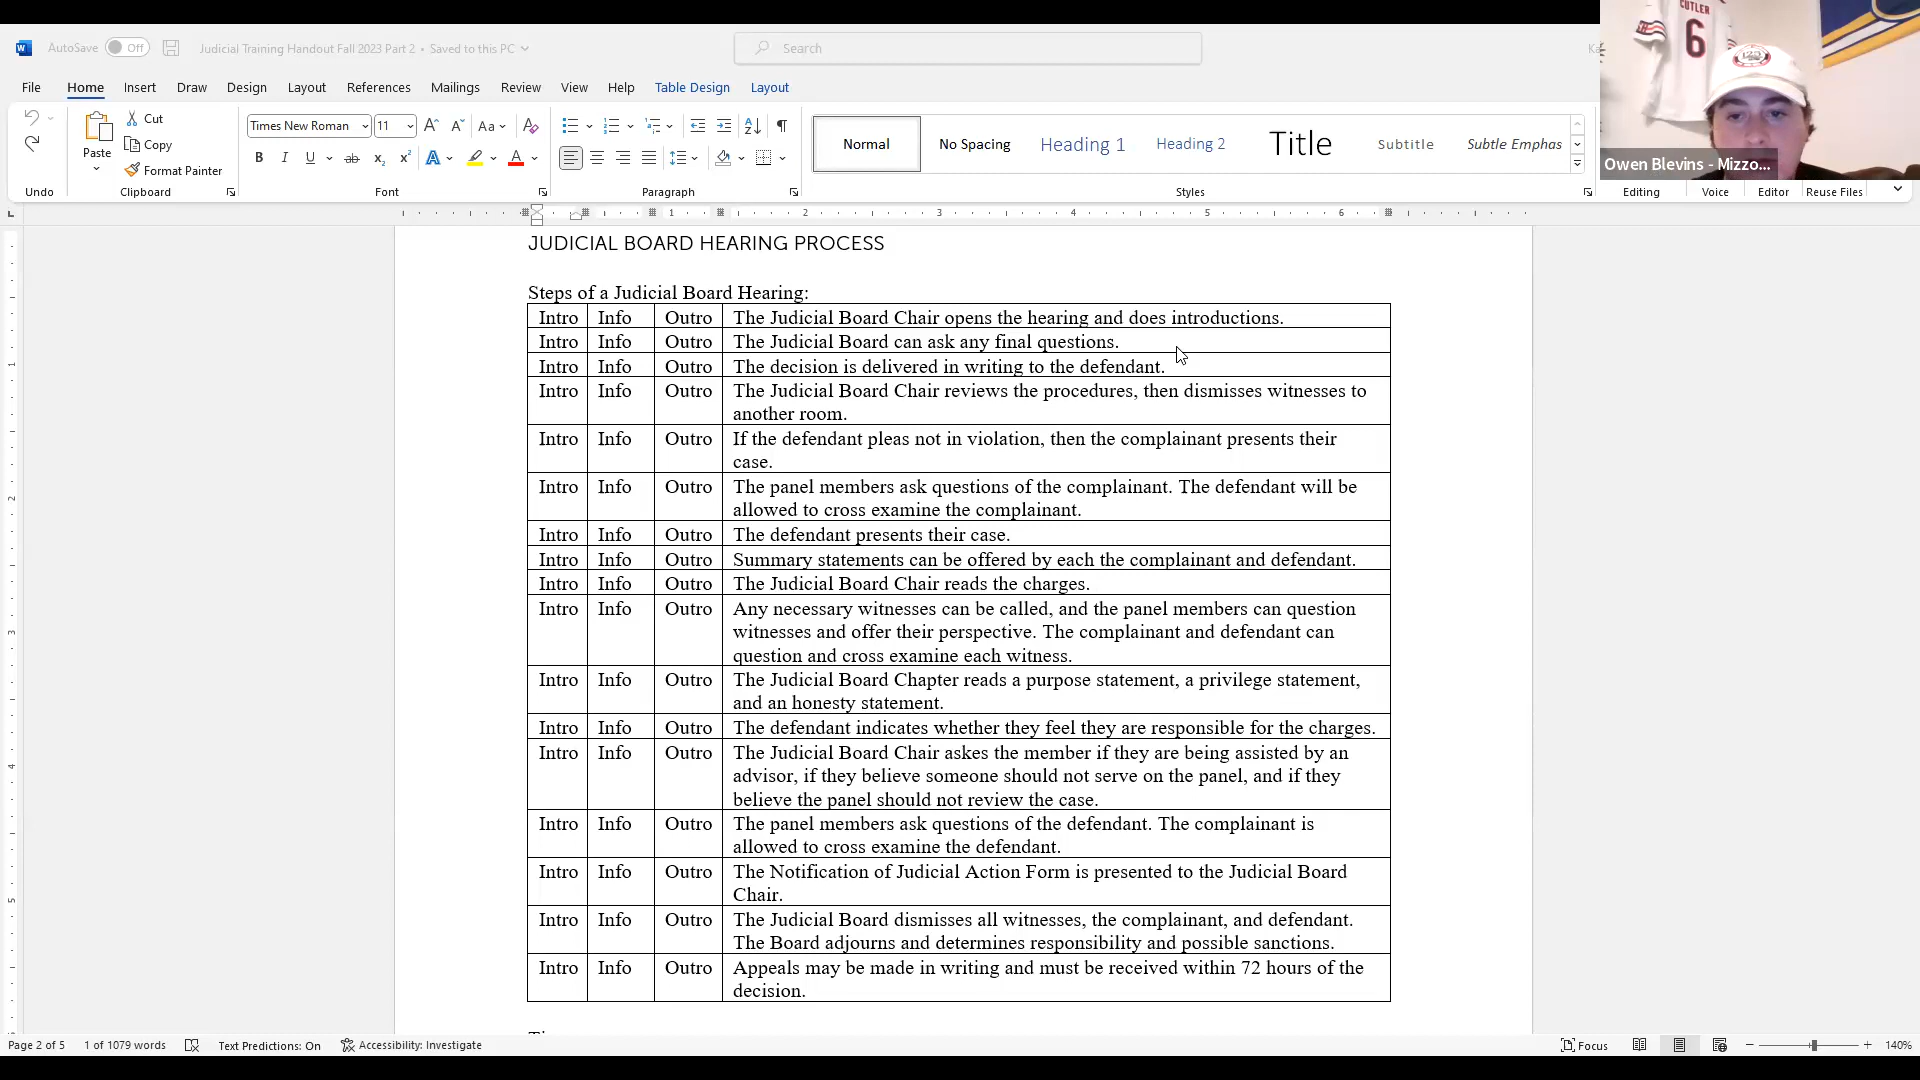 AutoSave Off Judicial Training Handout Fall 2023 Part 2 • Saved to this PC Search
File Home Insert Draw Design Layout References Mailings Review View Help Table Design Layout
Paste Cut Copy Format Painter
Times New Roman 11
Normal No Spacing Heading 1 Heading 2 Title Subtitle Subtle Emphas
Undo Clipboard Font Paragraph Styles Editing Voice Editor Reuse Files
CUTLER
6
Owen Blevins - Mizzo...
1 2 3 4 5 6
JUDICIAL BOARD HEARING PROCESS
Steps of a Judicial Board Hearing:
Intro Info Outro The Judicial Board Chair opens the hearing and does introductions.
Intro Info Outro The Judicial Board can ask any final questions.
Intro Info Outro The decision is delivered in writing to the defendant.
Intro Info Outro The Judicial Board Chair reviews the procedures, then dismisses witnesses to
another room.
Intro Info Outro If the defendant pleas not in violation, then the complainant presents their
case.
Intro Info Outro The panel members ask questions of the complainant. The defendant will be
allowed to cross examine the complainant.
Intro Info Outro The defendant presents their case.
Intro Info Outro Summary statements can be offered by each the complainant and defendant.
Intro Info Outro The Judicial Board Chair reads the charges.
Intro Info Outro Any necessary witnesses can be called, and the panel members can question
witnesses and offer their perspective. The complainant and defendant can
question and cross examine each witness.
Intro Info Outro The Judicial Board Chapter reads a purpose statement, a privilege statement,
and an honesty statement.
Intro Info Outro The defendant indicates whether they feel they are responsible for the charges.
Intro Info Outro The Judicial Board Chair askes the member if they are being assisted by an
advisor, if they believe someone should not serve on the panel, and if they
believe the panel should not review the case.
Intro Info Outro The panel members ask questions of the defendant. The complainant is
allowed to cross examine the defendant.
Intro Info Outro The Notification of Judicial Action Form is presented to the Judicial Board
Chair.
Intro Info Outro The Judicial Board dismisses all witnesses, the complainant, and defendant.
The Board adjourns and determines responsibility and possible sanctions.
Intro Info Outro Appeals may be made in writing and must be received within 72 hours of the
decision.
Page 2 of 5 1 of 1079 words Text Predictions: On Accessibility: Investigate Focus 140%